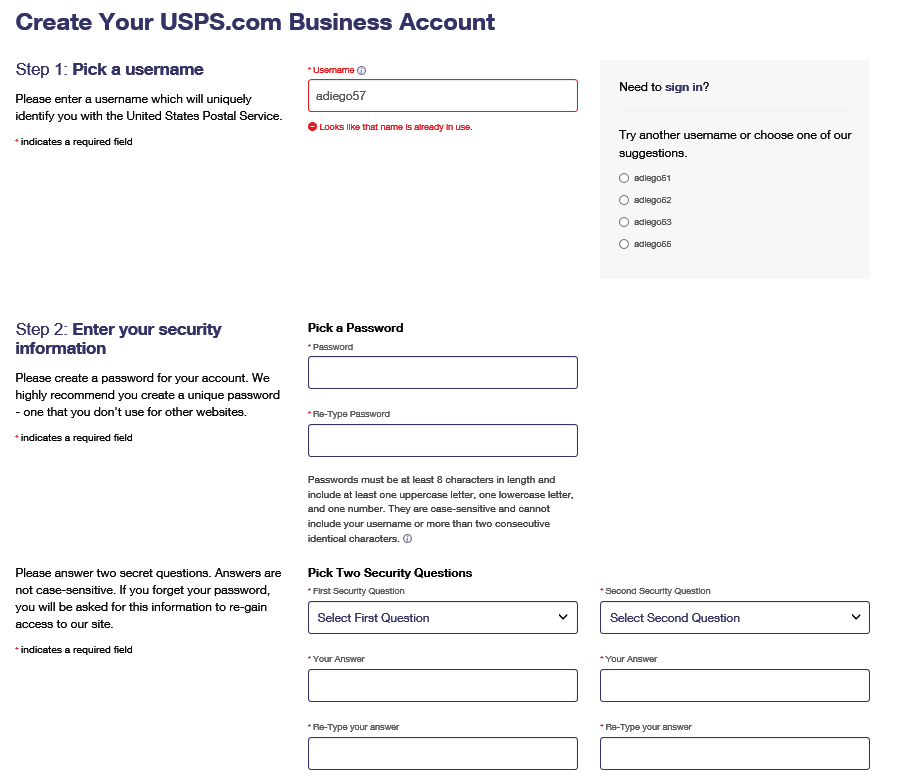 Create Your USPS.com Business Account
Step 1: Pick a username
Please enter a username which will uniquely
identify you with the United States Postal Service.
* indicates a required field
* Username
adiego57
Looks like that name is already in use.
Need to sign in?
Try another username or choose one of our
suggestions.
adiego51
adiego52
adiego53
adiego55
Step 2: Enter your security
information
Please create a password for your account. We
highly recommend you create a unique password
- one that you don't use for other websites.
* indicates a required field
Pick a Password
* Password
* Re-Type Password
Passwords must be at least 8 characters in length and
include at least one uppercase letter, one lowercase letter,
and one number. They are case-sensitive and cannot
include your username or more than two consecutive
identical characters.
Please answer two secret questions. Answers are
not case-sensitive. If you forget your password,
you will be asked for this information to re-gain
access to our site.
* indicates a required field
Pick Two Security Questions
* First Security Question
Select First Question
* Your Answer
* Re-Type your answer
* Second Security Question
Select Second Question
* Your Answer
* Re-Type your answer